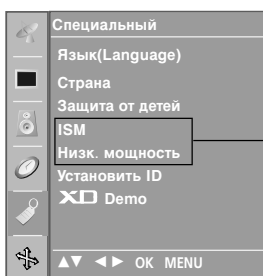 Специальный
Язык(Language)
Страна
Защита от детей
ISM
Низк. мощность
Установить ID
XD Demo
▲▼ ◄► OK MENU